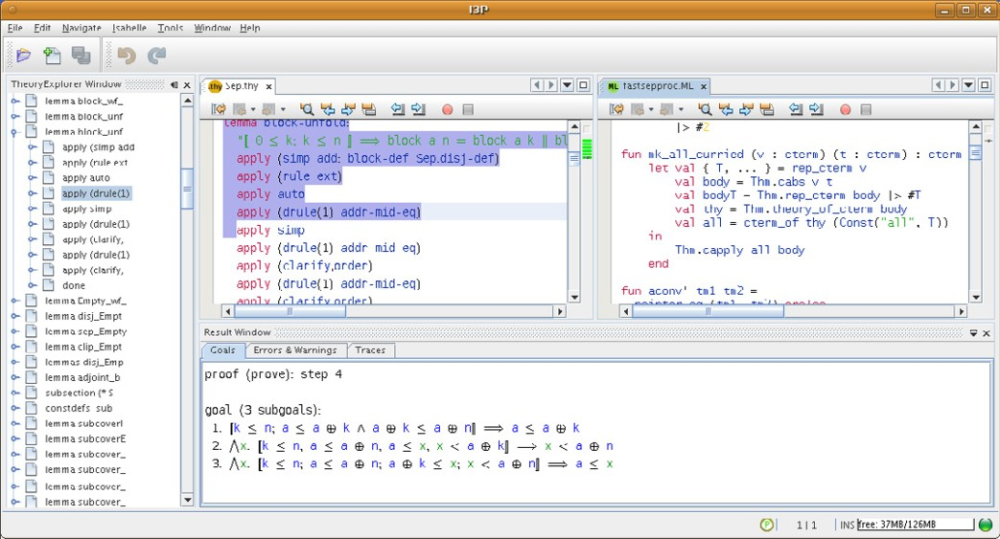 I3P
File Edit Navigate Isabelle Tools Window Help
TheoryExplorer Window
lemma block_wf_
lemma block_unf
lemma block_unf
apply (simp add
apply (rule ext
apply auto
apply (drule(1)
apply simp
apply (drule(1)
apply (clarify,
apply (drule(1)
apply (clarify,
done
lemma Empty_wf_
lemma disj_Empt
lemma sep_Empty
lemma clip_Empt
lemmas disj_Emp
lemma adjoint_b
subsection (* S
constdefs sub
lemma subcoverI
lemma subcoverE
lemma subcover_
lemma subcover_
lemma subcover_
lemma subcover_
thy Sep.thy
lemma block-unfold:
"⟦ 0 ≤ k; k ≤ n ⟧ ⟹ block a n = block a k ∥ bl
apply (simp add: block-def Sep.disj-def)
apply (rule ext)
apply auto
apply (drule(1) addr-mid-eq)
apply simp
apply (drule(1) addr-mid-eq)
apply (clarify,order)
apply (drule(1) addr-mid-eq)
apply (clarify,order)
ML fastsepproc.ML
|> #2
fun mk_all_curried (v : cterm) (t : cterm) : cterm
let val { T, ... } = rep_cterm v
val body = Thm.cabs v t
val bodyT = Thm.rep_cterm body |> #T
val thy = Thm.theory_of_cterm body
val all = cterm_of thy (Const("all", T))
in
Thm.capply all body
end
fun aconv' tm1 tm2 =
Result Window
Goals Errors & Warnings Traces
proof (prove): step 4
goal (3 subgoals):
1. ⟦k ≤ n; a ≤ a ⊕ k ∧ a ⊕ k ≤ a ⊕ n⟧ ⟹ a ≤ a ⊕ k
2. ⋀x. ⟦k ≤ n; a ≤ a ⊕ n; a ≤ x; x < a ⊕ k⟧ ⟹ x < a ⊕ n
3. ⋀x. ⟦k ≤ n; a ≤ a ⊕ n; a ⊕ k ≤ x; x < a ⊕ n⟧ ⟹ a ≤ x
P 1|1 INS free: 37MB/126MB